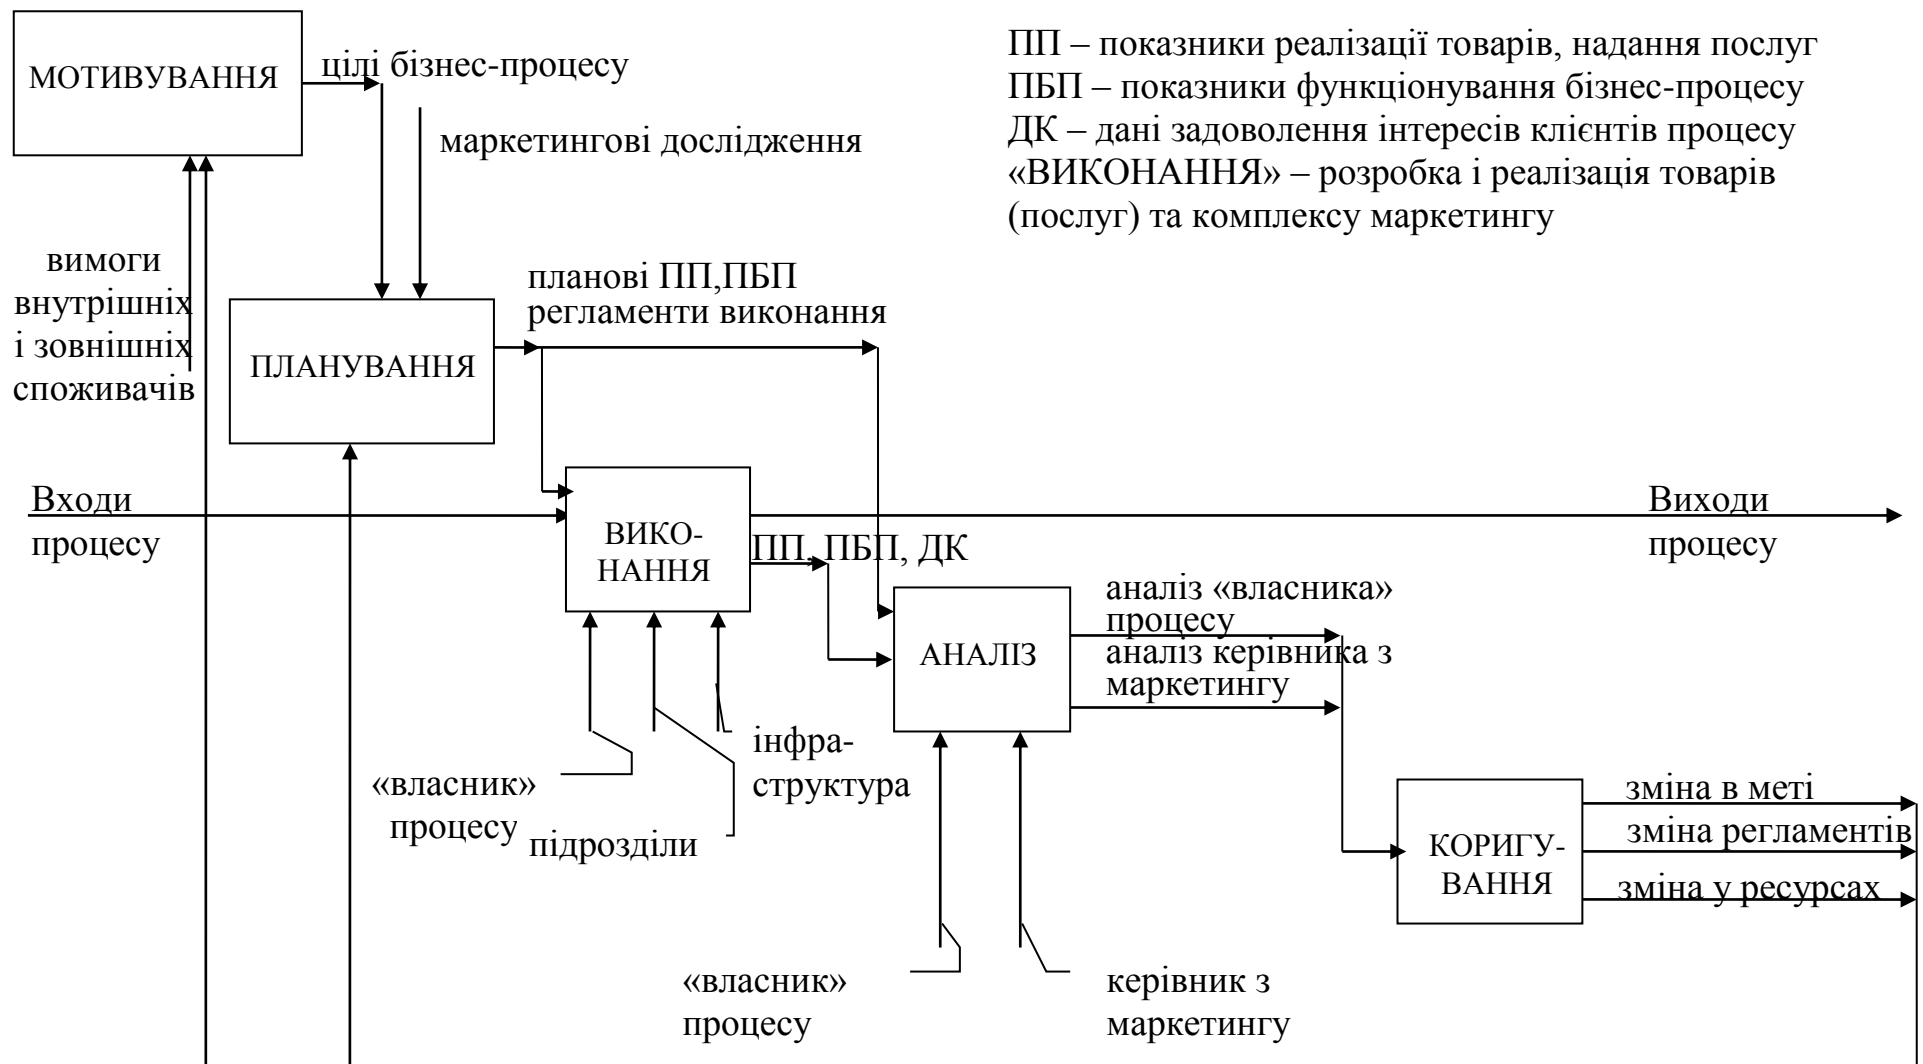 МОТИВУВАННЯ
цілі бізнес-процесу
маркетингові дослідження
ПП – показники реалізації товарів, надання послуг
ПБП – показники функціонування бізнес-процесу
ДК – дані задоволення інтересів клієнтів процесу
«ВИКОНАННЯ» – розробка і реалізація товарів
(послуг) та комплексу маркетингу
вимоги
внутрішніх
і зовнішніх
споживачів
планові ПП,ПБП
регламенти виконання
ПЛАНУВАННЯ
Входи
процесу
ВИКО-
НАННЯ
Виходи
процесу
ПП, ПБП, ДК
АНАЛІЗ
аналіз «власника»
процесу
аналіз керівника з
маркетингу
інфра-
структура
«власник»
процесу
підрозділи
КОРИГУ-
ВАННЯ
зміна в меті
зміна регламентів
зміна у ресурсах
«власник»
процесу
керівник з
маркетингу